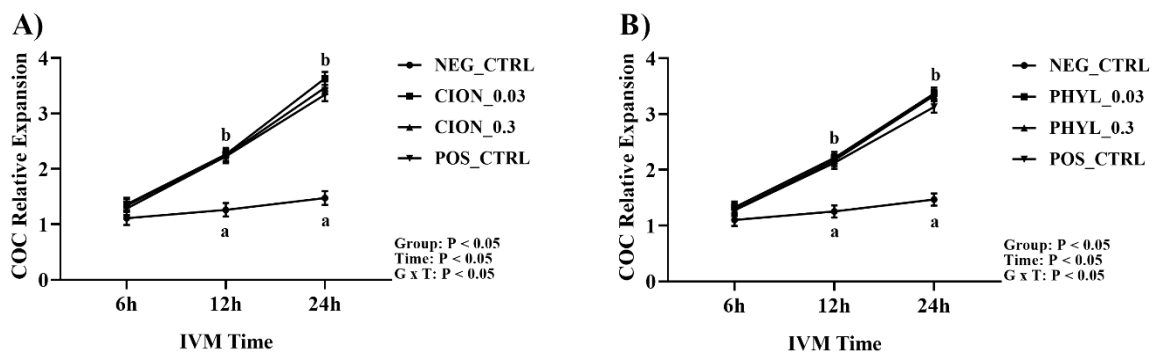 A)
COC Relative Expansion
4
3
2
1
0
b
b
a
a
6h
12h
24h
IVM Time
NEG_CTRL
CION_0.03
CION_0.3
POS_CTRL
Group: P < 0.05
Time: P < 0.05
G x T: P < 0.05
B)
COC Relative Expansion
4
3
2
1
0
b
b
a
a
6h
12h
24h
IVM Time
NEG_CTRL
PHYL_0.03
PHYL_0.3
POS_CTRL
Group: P < 0.05
Time: P < 0.05
G x T: P < 0.05